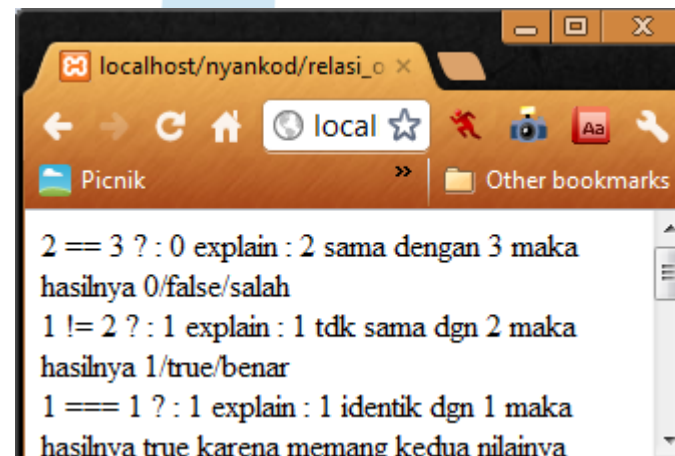 localhost/nyankod/relasi_o
local
Aa
Picnik
Other bookmarks
2 == 3 ? : 0 explain : 2 sama dengan 3 maka
hasilnya 0/false/salah
1 != 2 ? : 1 explain : 1 tdk sama dgn 2 maka
hasilnya 1/true/benar
1 === 1 ? : 1 explain : 1 identik dgn 1 maka
hasilnya true karena memang kedua nilainya